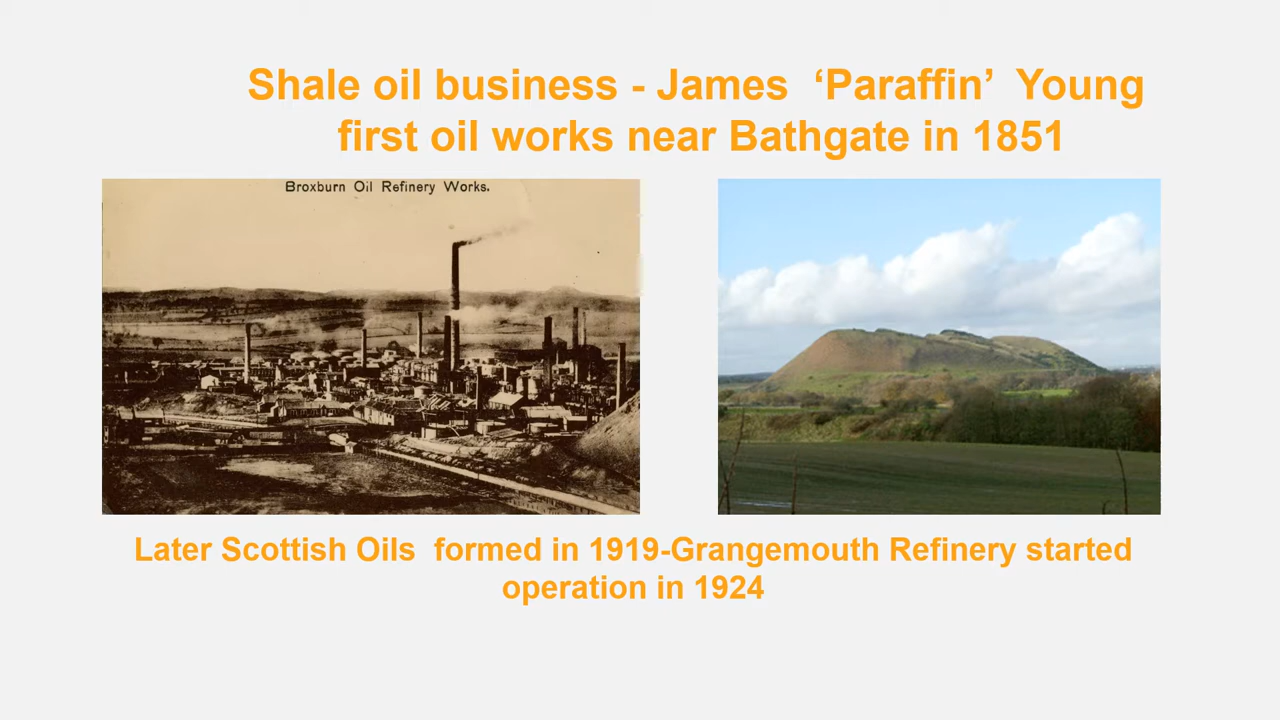 Shale oil business - James ‘Paraffin’ Young
first oil works near Bathgate in 1851
Broxburn Oil Refinery Works.
Later Scottish Oils formed in 1919-Grangemouth Refinery started
operation in 1924